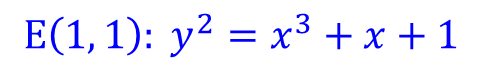 E(1, 1): 𝑦² = 𝑥³ + 𝑥 + 1